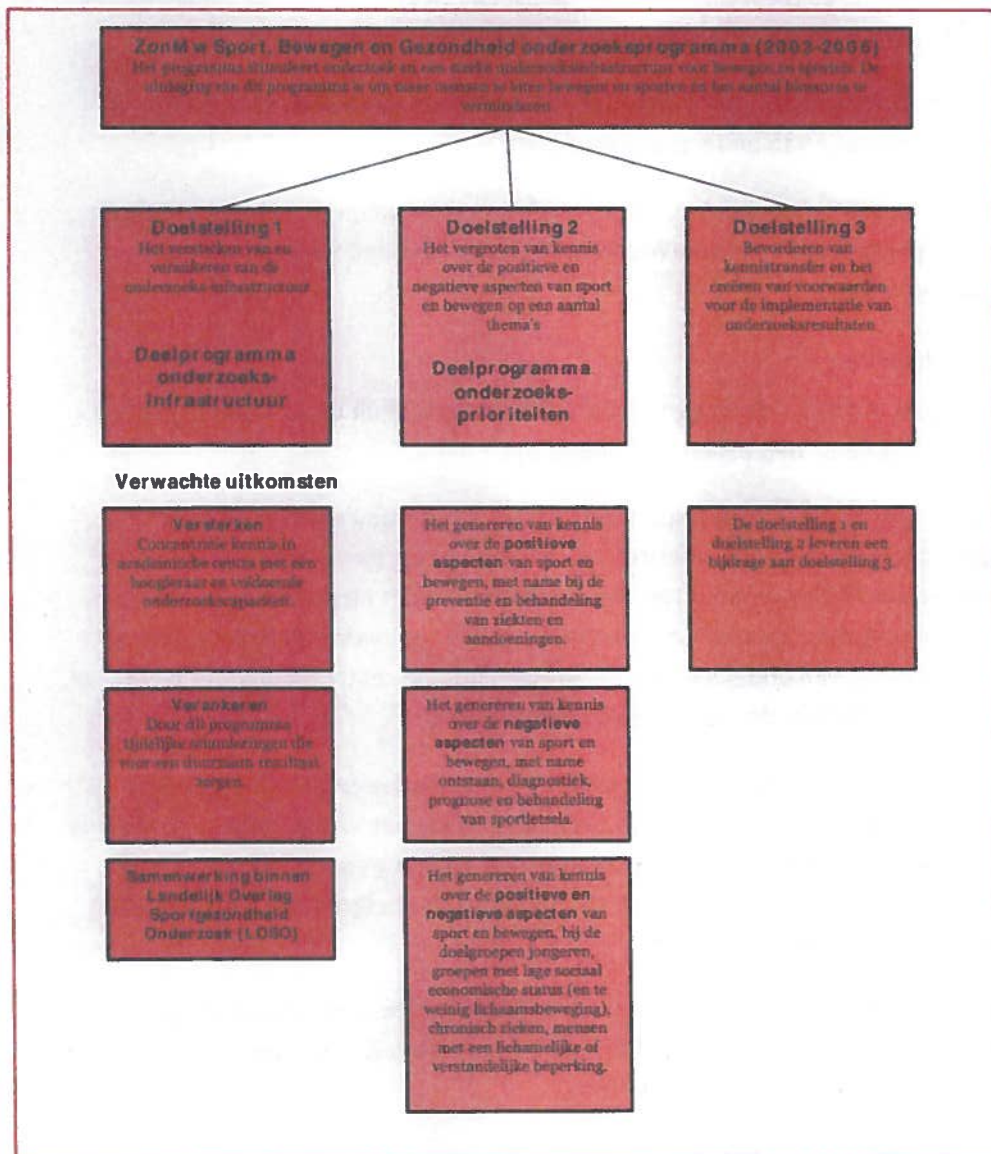 ZonMw Sport, Bewegen en Gezondheid onderzoeksprogramma (2003-2006)
Het programma stimuleert onderzoek en een sterke onderzoeksinfrastructuur voor bewegen en sporten. De
uitdaging van dit programma is om meer mensen te laten bewegen en sporten en het aantal blessures te
verminderen
Doelstelling 1
Het versterken van en
verankeren van de
onderzoeks-infrastructuur
Deelprogramma
onderzoeks-
infrastructuur
Doelstelling 2
Het vergroten van kennis
over de positieve en
negatieve aspecten van sport
en bewegen op een aantal
thema's
Deelprogramma
onderzoeks-
prioriteiten
Doelstelling 3
Bevorderen van
kennistransfer en het
creëren van voorwaarden
voor de implementatie van
onderzoeksresultaten
Verwachte uitkomsten
Versterken
Concentratie kennis in
academische centra met een
hoogleraar en voldoende
onderzoekscapaciteit.
Verankeren
Door dit programma
tijdelijke stimuleringen die
voor een duurzaam resultaat
zorgen.
Samenwerking binnen
Landelijk Overleg
Sportgezondheid
Onderzoek (LOSO)
Het genereren van kennis
over de positieve
aspecten van sport en
bewegen, met name bij de
preventie en behandeling
van ziekten en
aandoeningen.
Het genereren van kennis
over de negatieve
aspecten van sport en
bewegen, met name
ontstaan, diagnostiek,
prognose en behandeling
van sportletsels.
Het genereren van kennis
over de positieve en
negatieve aspecten van
sport en bewegen, bij de
doelgroepen jongeren,
groepen met lage sociaal
economische status (en te
weinig lichaamsbeweging),
chronisch zieken, mensen
met een lichamelijke of
verstandelijke beperking.
De doelstelling 1 en
doelstelling 2 leveren een
bijdrage aan doelstelling 3.